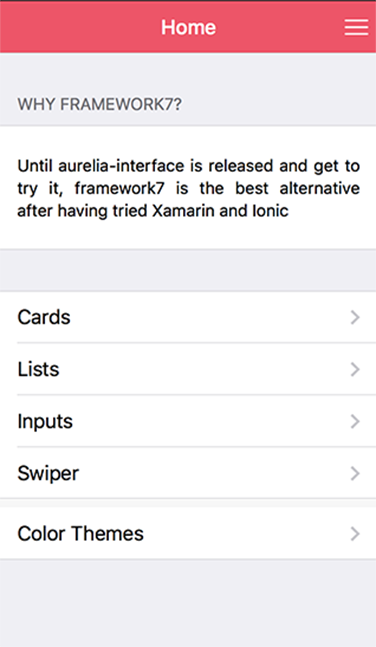 Home
WHY FRAMEWORK7?
Until aurelia-interface is released and get to
try it, framework7 is the best alternative
after having tried Xamarin and Ionic
Cards
Lists
Inputs
Swiper
Color Themes